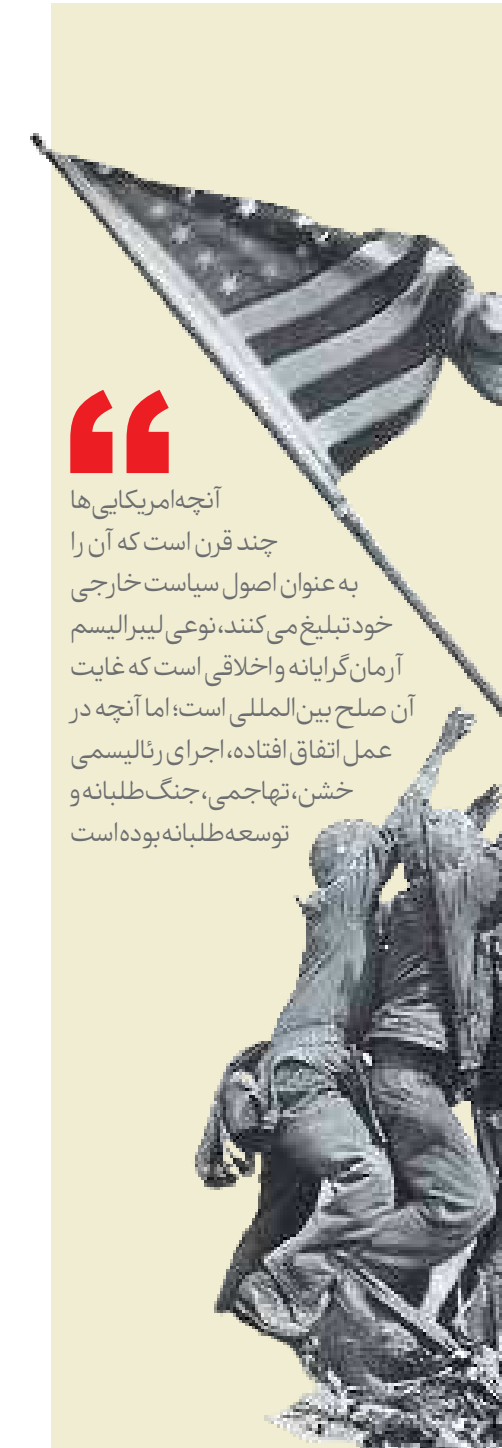 آنچه امریکایی‌ها
چند قرن است که آن را
به عنوان اصول سیاست خارجی
خود تبلیغ می‌کنند، نوعی لیبرالیسم
آرمان‌گرایانه و اخلاقی است که غایت
آن صلح بین‌المللی است؛ اما آنچه در
عمل اتفاق افتاده، اجرای رئالیسمی
خشن، تهاجمی، جنگ‌طلبانه و
توسعه‌طلبانه بوده است